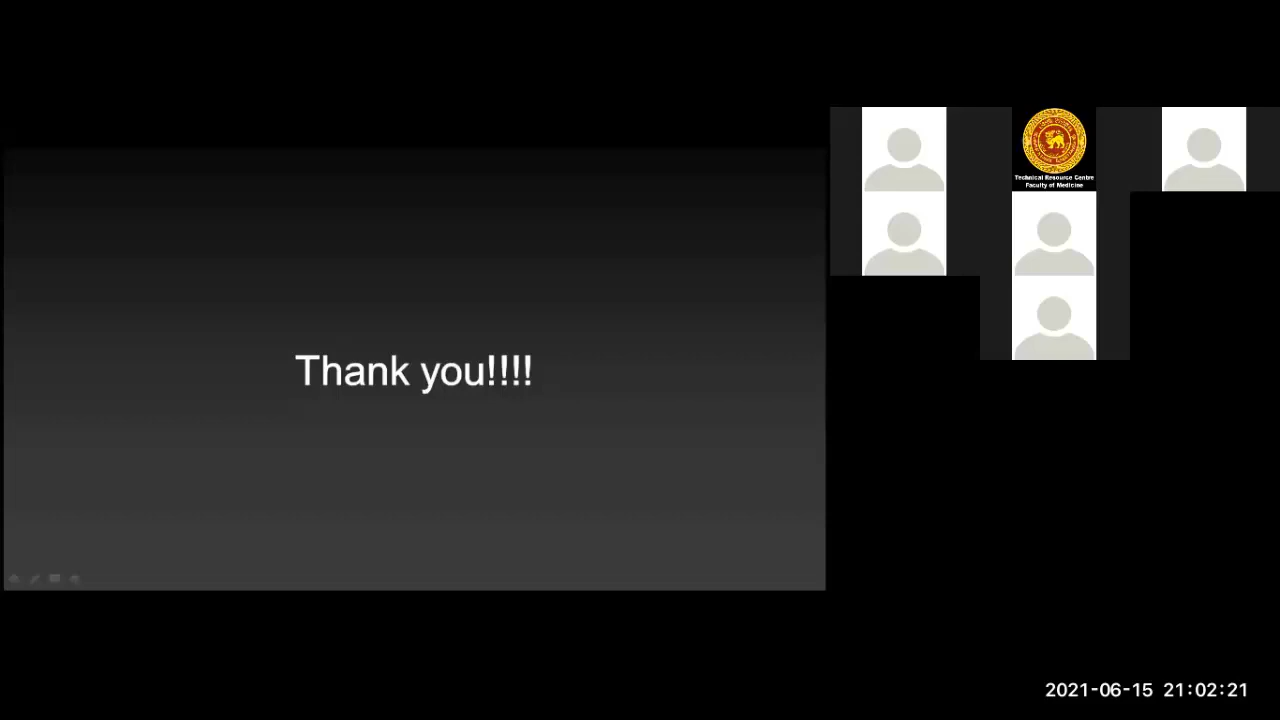 Technical Resource Centre
Faculty of Medicine
Thank you!!!!
2021-06-15 21:02:21